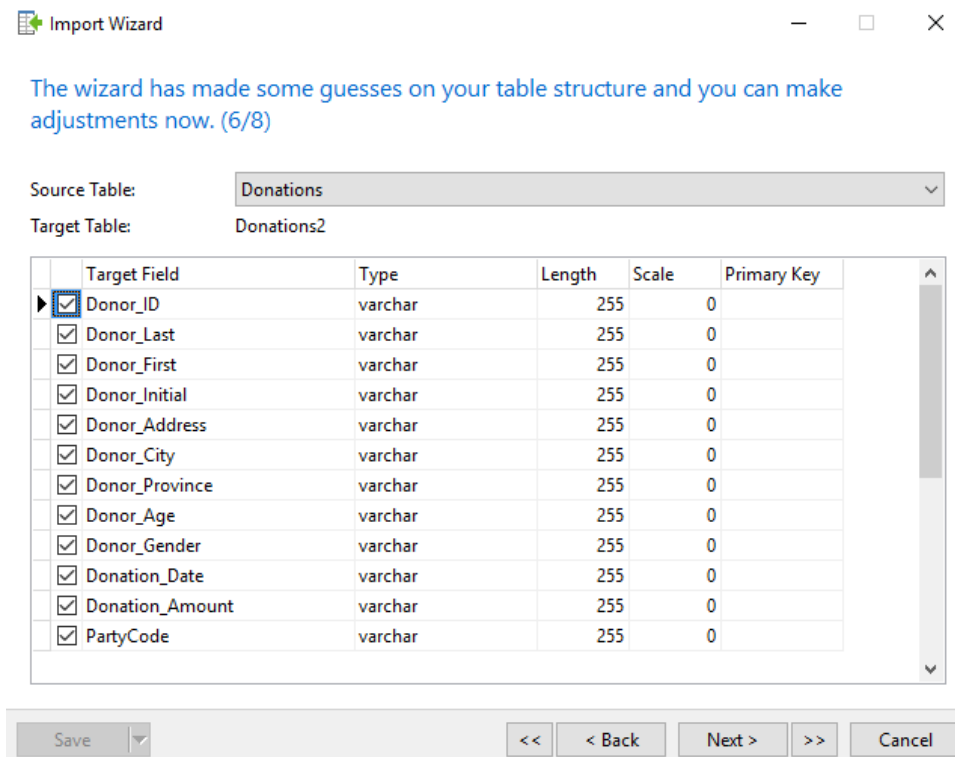 Import Wizard
The wizard has made some guesses on your table structure and you can make
adjustments now. (6/8)
Source Table: Donations
Target Table: Donations2
Target Field Type Length Scale Primary Key
Donor_ID varchar 255 0
Donor_Last varchar 255 0
Donor_First varchar 255 0
Donor_Initial varchar 255 0
Donor_Address varchar 255 0
Donor_City varchar 255 0
Donor_Province varchar 255 0
Donor_Age varchar 255 0
Donor_Gender varchar 255 0
Donation_Date varchar 255 0
Donation_Amount varchar 255 0
PartyCode varchar 255 0
Save << < Back Next > >> Cancel